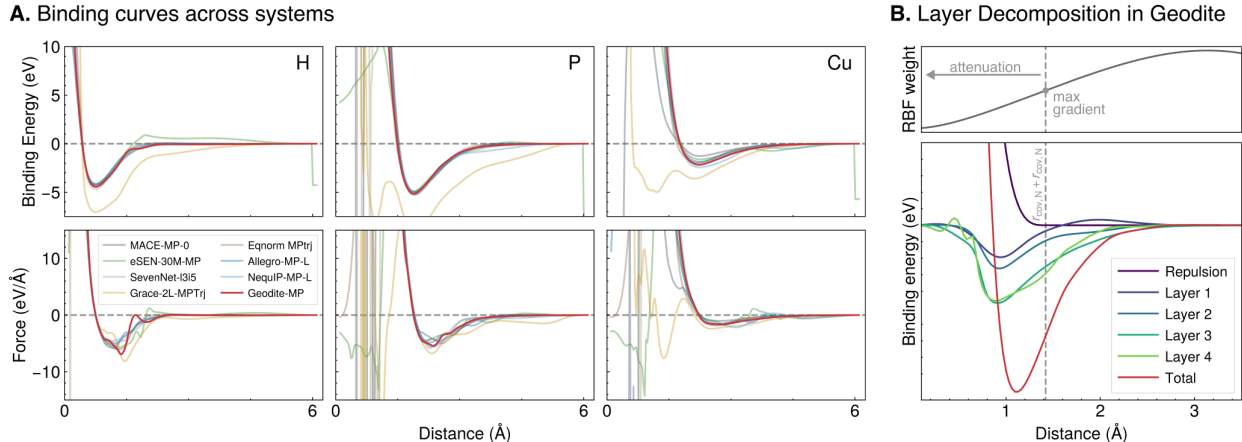 A. Binding curves across systems
B. Layer Decomposition in Geodite
Binding Energy (eV)
10
5
0
−5
H
P
Cu
Force (eV/Å)
0
−10
MACE-MP-0
eSEN-30M-MP
SevenNet-l3i5
Grace-2L-MPTrj
Eqnorm MPtrj
Allegro-MP-L
NequIP-MP-L
Geodite-MP
0
6
0
6
0
6
Distance (Å)
RBF weight
attenuation
max
gradient
Binding energy (eV)
rcov, N + rcov, N
Repulsion
Layer 1
Layer 2
Layer 3
Layer 4
Total
1
2
3
Distance (Å)